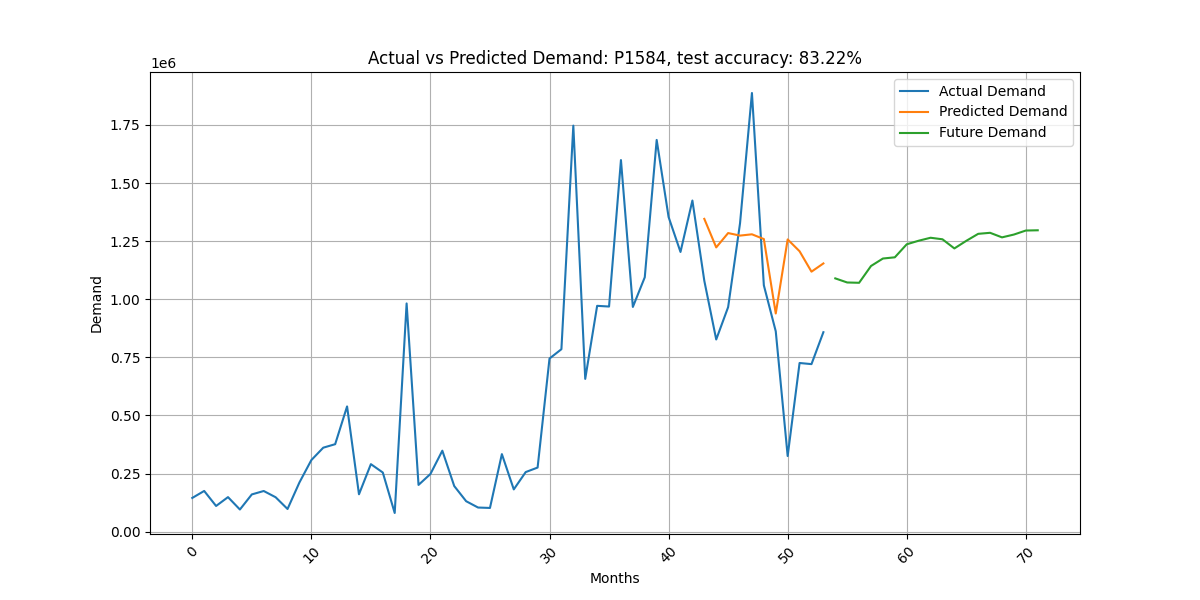 Actual vs Predicted Demand: P1584, test accuracy: 83.22%
1e6
Actual Demand
Predicted Demand
Future Demand
1.75
1.50
1.25
1.00
0.75
0.50
0.25
0.00
Demand
0 10 20 30 40 50 60 70
Months